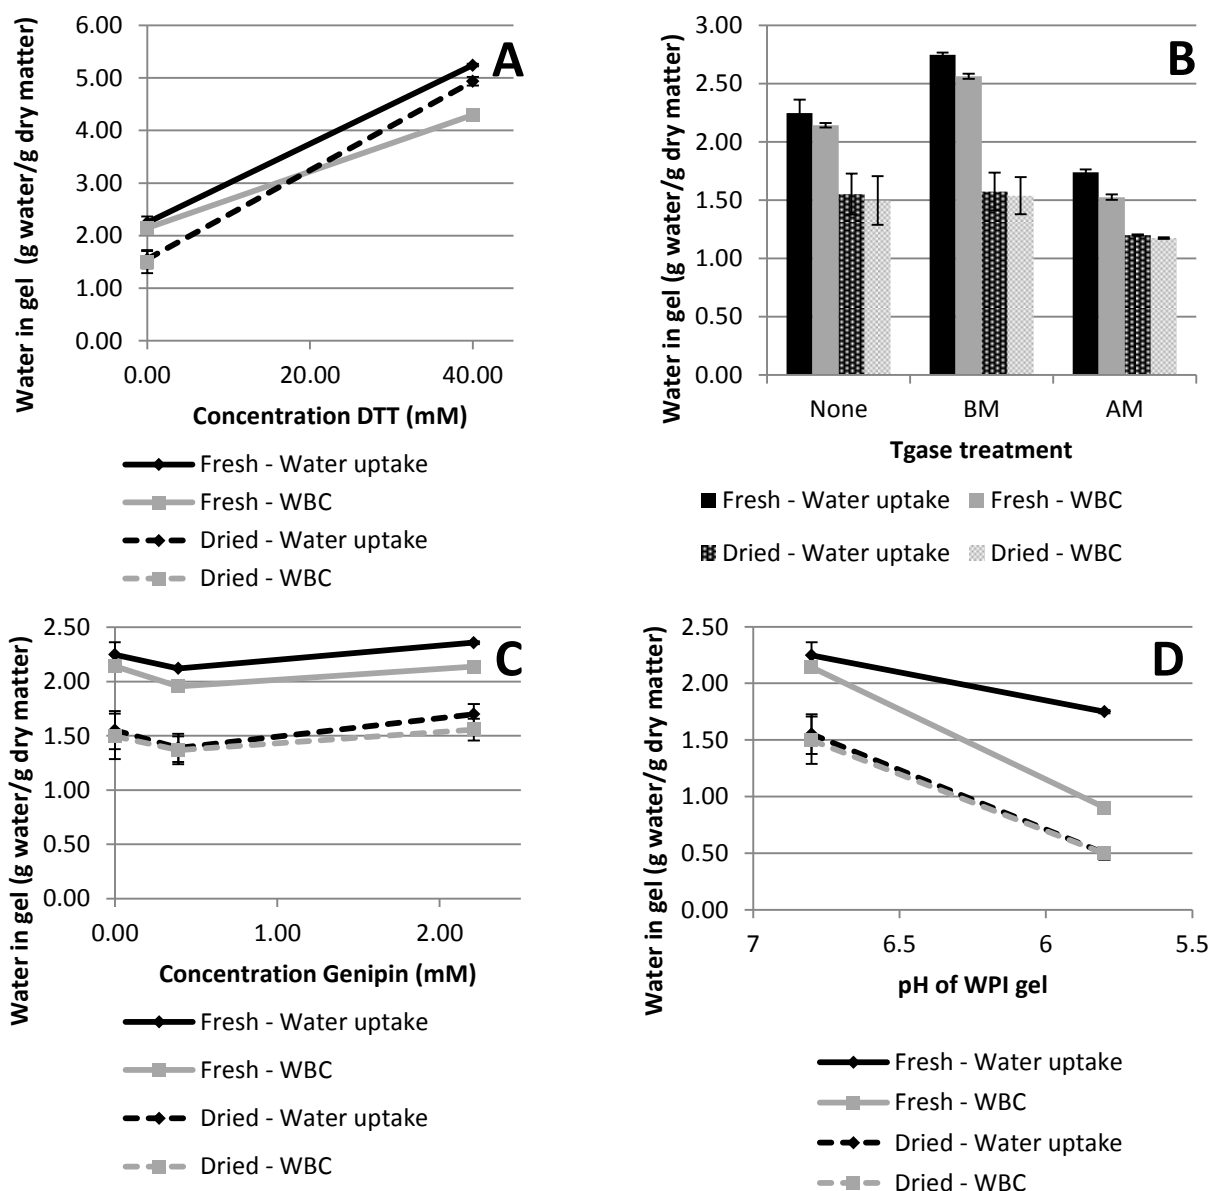 A
Water in gel (g water/g dry matter)
6.00
5.00
4.00
3.00
2.00
1.00
0.00
0.00 20.00 40.00
Concentration DTT (mM)
Fresh - Water uptake
Fresh - WBC
Dried - Water uptake
Dried - WBC
B
Water in gel (g water/g dry matter)
3.00
2.50
2.00
1.50
1.00
0.50
0.00
None BM AM
Tgase treatment
Fresh - Water uptake Fresh - WBC
Dried - Water uptake Dried - WBC
C
Water in gel (g water/g dry matter)
2.50
2.00
1.50
1.00
0.50
0.00
0.00 1.00 2.00
Concentration Genipin (mM)
Fresh - Water uptake
Fresh - WBC
Dried - Water uptake
Dried - WBC
D
Water in gel (g water/g dry matter)
2.50
2.00
1.50
1.00
0.50
0.00
7 6.5 6 5.5
pH of WPI gel
Fresh - Water uptake
Fresh - WBC
Dried - Water uptake
Dried - WBC